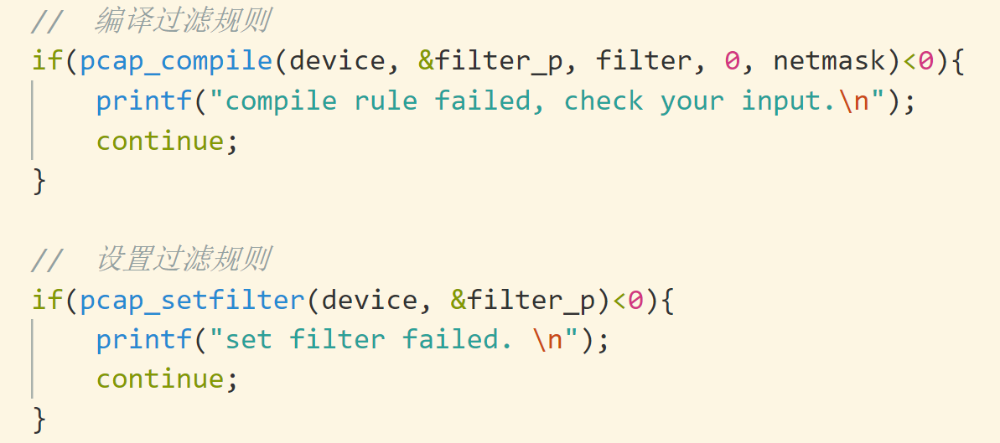 //  编译过滤规则
if(pcap_compile(device, &filter_p, filter, 0, netmask)<0){
    printf("compile rule failed, check your input.\n");
    continue;
}
//  设置过滤规则
if(pcap_setfilter(device, &filter_p)<0){
    printf("set filter failed. \n");
    continue;
}